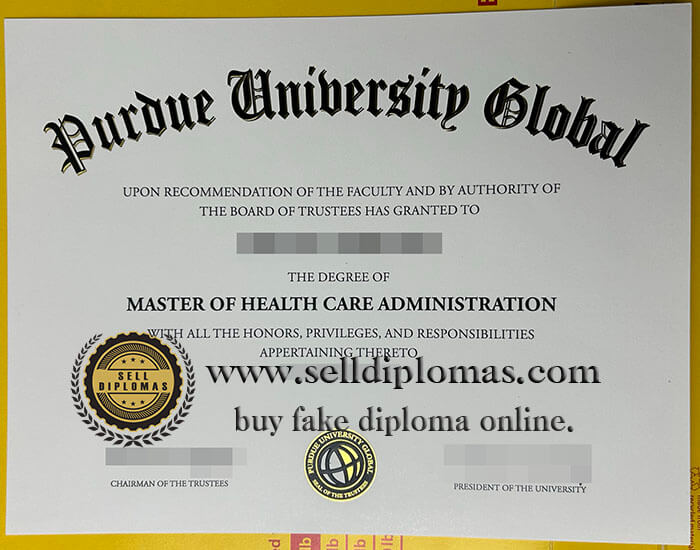 Purdue University Global
UPON RECOMMENDATION OF THE FACULTY AND BY AUTHORITY OF
THE BOARD OF TRUSTEES HAS GRANTED TO
THE DEGREE OF
MASTER OF HEALTH CARE ADMINISTRATION
WITH ALL THE HONORS, PRIVILEGES, AND RESPONSIBILITIES
APPERTAINING THERETO
SELL
DIPLOMAS
www.selldiplomas.com
buy fake diploma online.
PURDUE UNIVERSITY GLOBAL
SEAL OF THE TRUSTEES
CHAIRMAN OF THE TRUSTEES
PRESIDENT OF THE UNIVERSITY